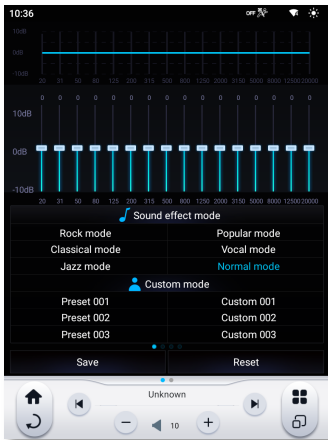 10:36 OFF
10dB
0dB
-10dB
20 31 50 80 125 200 315 500 800 1250 2000 3150 5000 8000 12500 20000
0 0 0 0 0 0 0 0 0 0 0 0 0 0 0 0
10dB
0dB
-10dB
20 31 50 80 125 200 315 500 800 1250 2000 3150 5000 8000 12500 20000
Sound effect mode
Rock mode Popular mode
Classical mode Vocal mode
Jazz mode Normal mode
Custom mode
Preset 001 Custom 001
Preset 002 Custom 002
Preset 003 Custom 003
Save Reset
Unknown
10